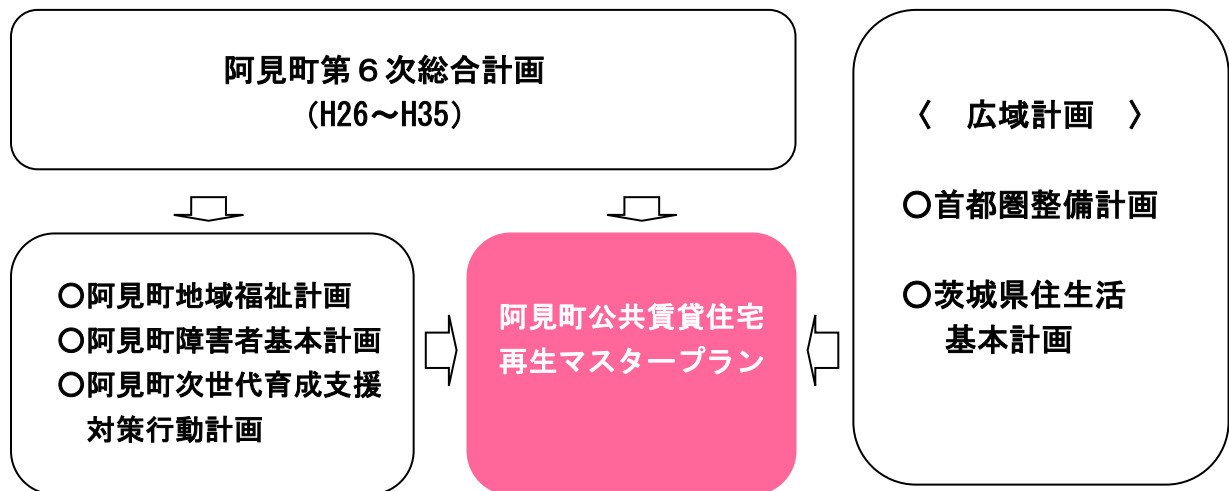 阿見町第６次総合計画
(H26～H35)
〈　広域計画　〉
○首都圏整備計画
○茨城県住生活
基本計画
○阿見町地域福祉計画
○阿見町障害者基本計画
○阿見町次世代育成支援
対策行動計画
阿見町公共賃貸住宅
再生マスタープラン